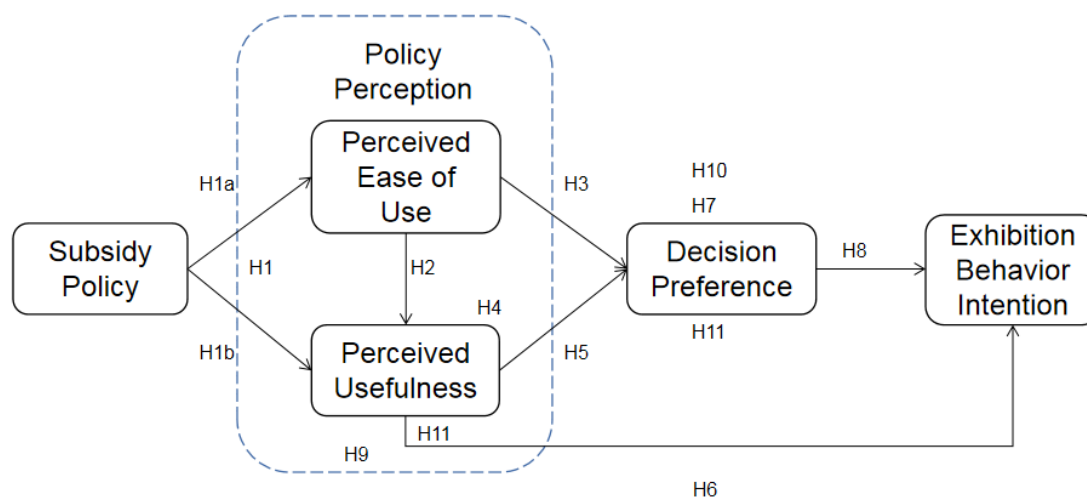 Policy
Perception
Perceived
Ease of
Use
H1a
H3
H10
H7
Subsidy
Policy
H1
H2
Decision
Preference
H8
Exhibition
Behavior
Intention
H4
H1b
Perceived
Usefulness
H5
H11
H11
H9
H6